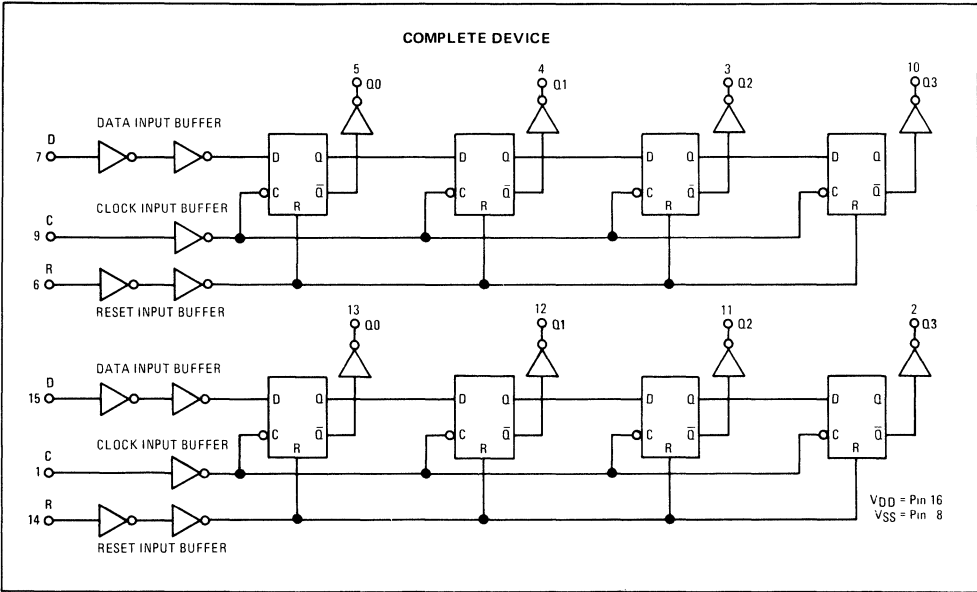 COMPLETE DEVICE
5 Q0
4 Q1
3 Q2
10 Q3
DATA INPUT BUFFER
D
7
D Q
C Q̅
R
D Q
C Q̅
R
D Q
C Q̅
R
D Q
C Q̅
R
CLOCK INPUT BUFFER
C
9
R
6
RESET INPUT BUFFER
13 Q0
12 Q1
11 Q2
2 Q3
DATA INPUT BUFFER
D
15
D Q
C Q̅
R
D Q
C Q̅
R
D Q
C Q̅
R
D Q
C Q̅
R
CLOCK INPUT BUFFER
C
1
R
14
RESET INPUT BUFFER
VDD = Pin 16
VSS = Pin 8